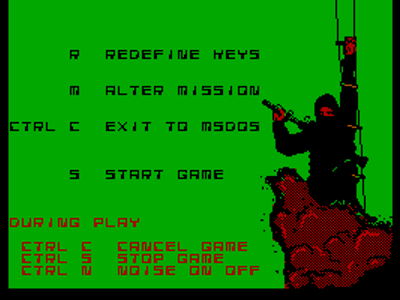 R REDEFINE KEYS
M ALTER MISSION
CTRL C EXIT TO MSDOS
S START GAME
DURING PLAY
CTRL C CANCEL GAME
CTRL S STOP GAME
CTRL N NOISE ON OFF